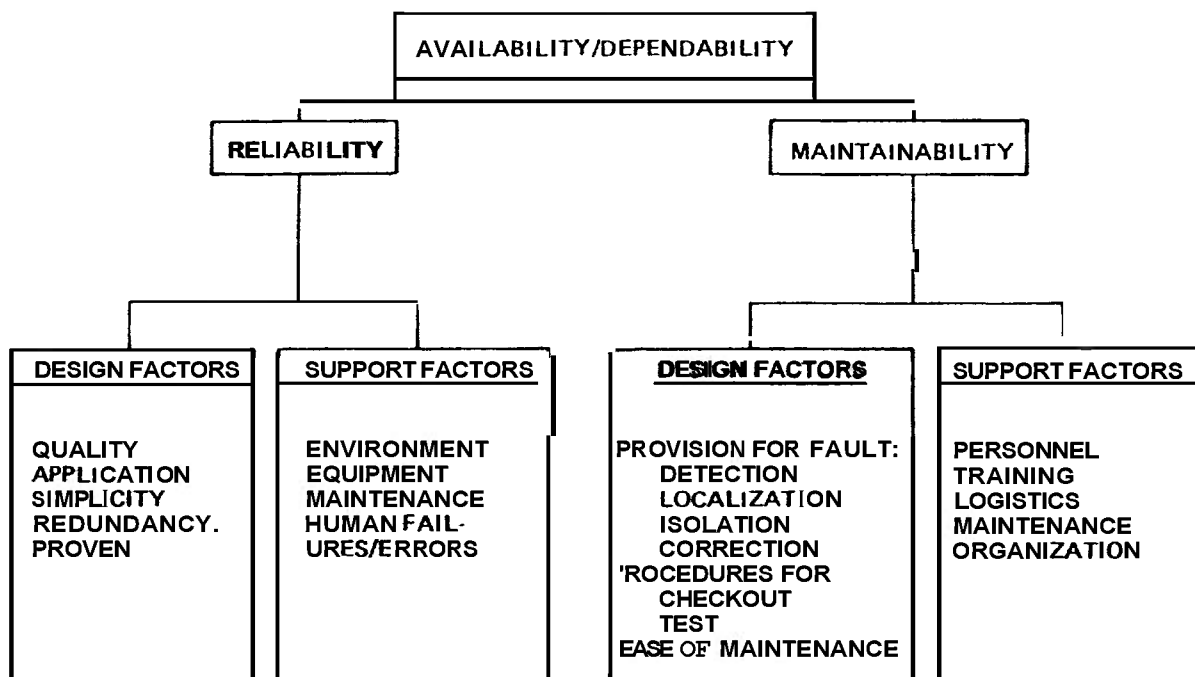 AVAILABILITY/DEPENDABILITY
RELIABILITY
MAINTAINABILITY
DESIGN FACTORS
QUALITY
APPLICATION
SIMPLICITY
REDUNDANCY.
PROVEN
SUPPORT FACTORS
ENVIRONMENT
EQUIPMENT
MAINTENANCE
HUMAN FAIL-
URES/ERRORS
DESIGN FACTORS
PROVISION FOR FAULT:
DETECTION
LOCALIZATION
ISOLATION
CORRECTION
'ROCEDURES FOR
CHECKOUT
TEST
EASE OF MAINTENANCE
SUPPORT FACTORS
PERSONNEL
TRAINING
LOGISTICS
MAINTENANCE
ORGANIZATION